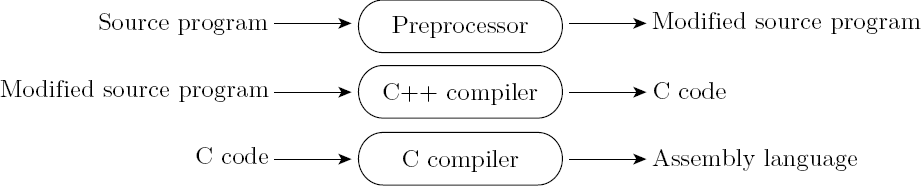 Source program Preprocessor Modified source program
Modified source program C++ compiler C code
C code C compiler Assembly language